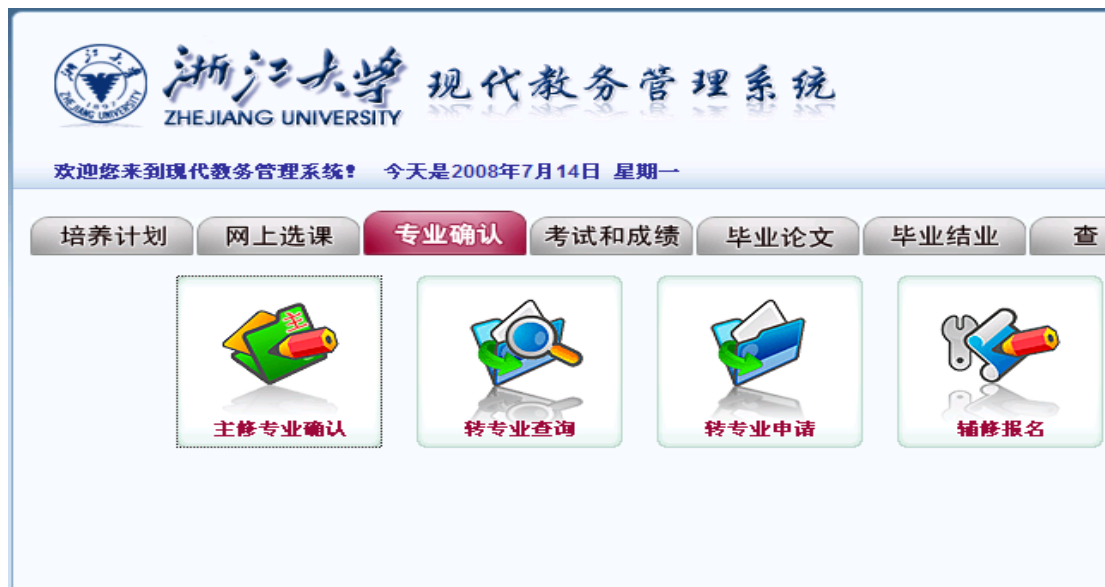 浙江大学 现代教务管理系统
ZHEJIANG UNIVERSITY
欢迎您来到现代教务管理系统! 今天是2008年7月14日 星期一
培养计划 网上选课 专业确认 考试和成绩 毕业论文 毕业结业 查
主
主修专业确认 转专业查询 转专业申请 辅修报名